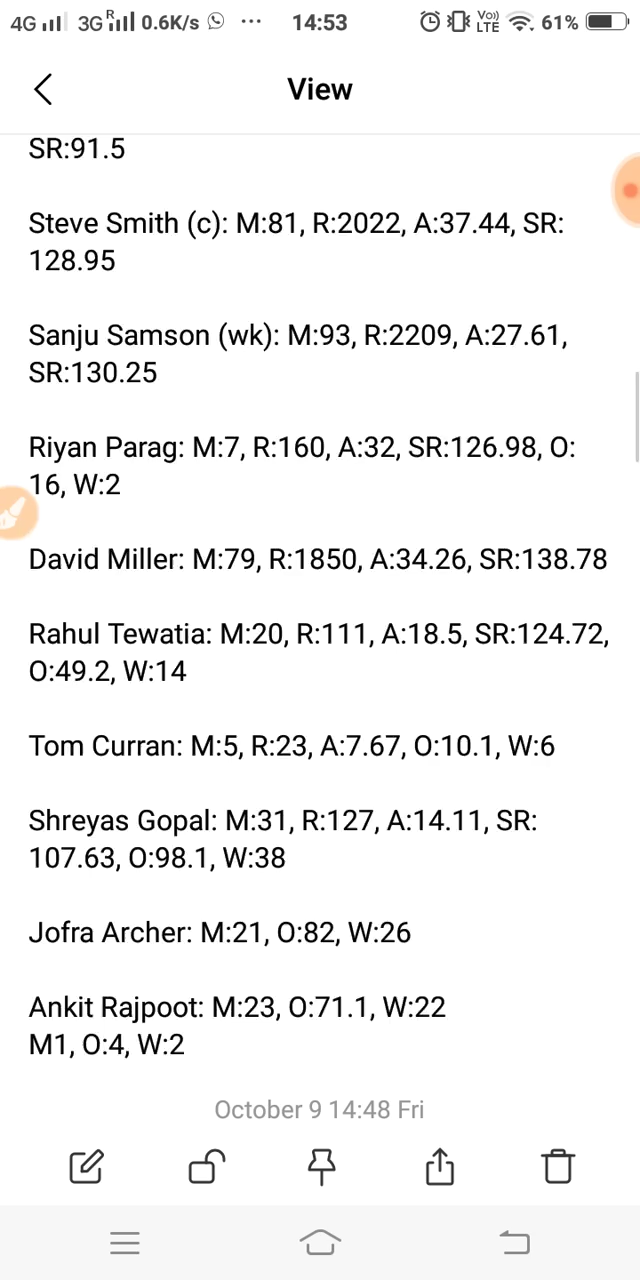 4G 3G R 0.6K/s ... 14:53 Vo)) LTE 61%
View
SR:91.5
Steve Smith (c): M:81, R:2022, A:37.44, SR:
128.95
Sanju Samson (wk): M:93, R:2209, A:27.61,
SR:130.25
Riyan Parag: M:7, R:160, A:32, SR:126.98, O:
16, W:2
David Miller: M:79, R:1850, A:34.26, SR:138.78
Rahul Tewatia: M:20, R:111, A:18.5, SR:124.72,
O:49.2, W:14
Tom Curran: M:5, R:23, A:7.67, O:10.1, W:6
Shreyas Gopal: M:31, R:127, A:14.11, SR:
107.63, O:98.1, W:38
Jofra Archer: M:21, O:82, W:26
Ankit Rajpoot: M:23, O:71.1, W:22
M1, O:4, W:2
October 9 14:48 Fri